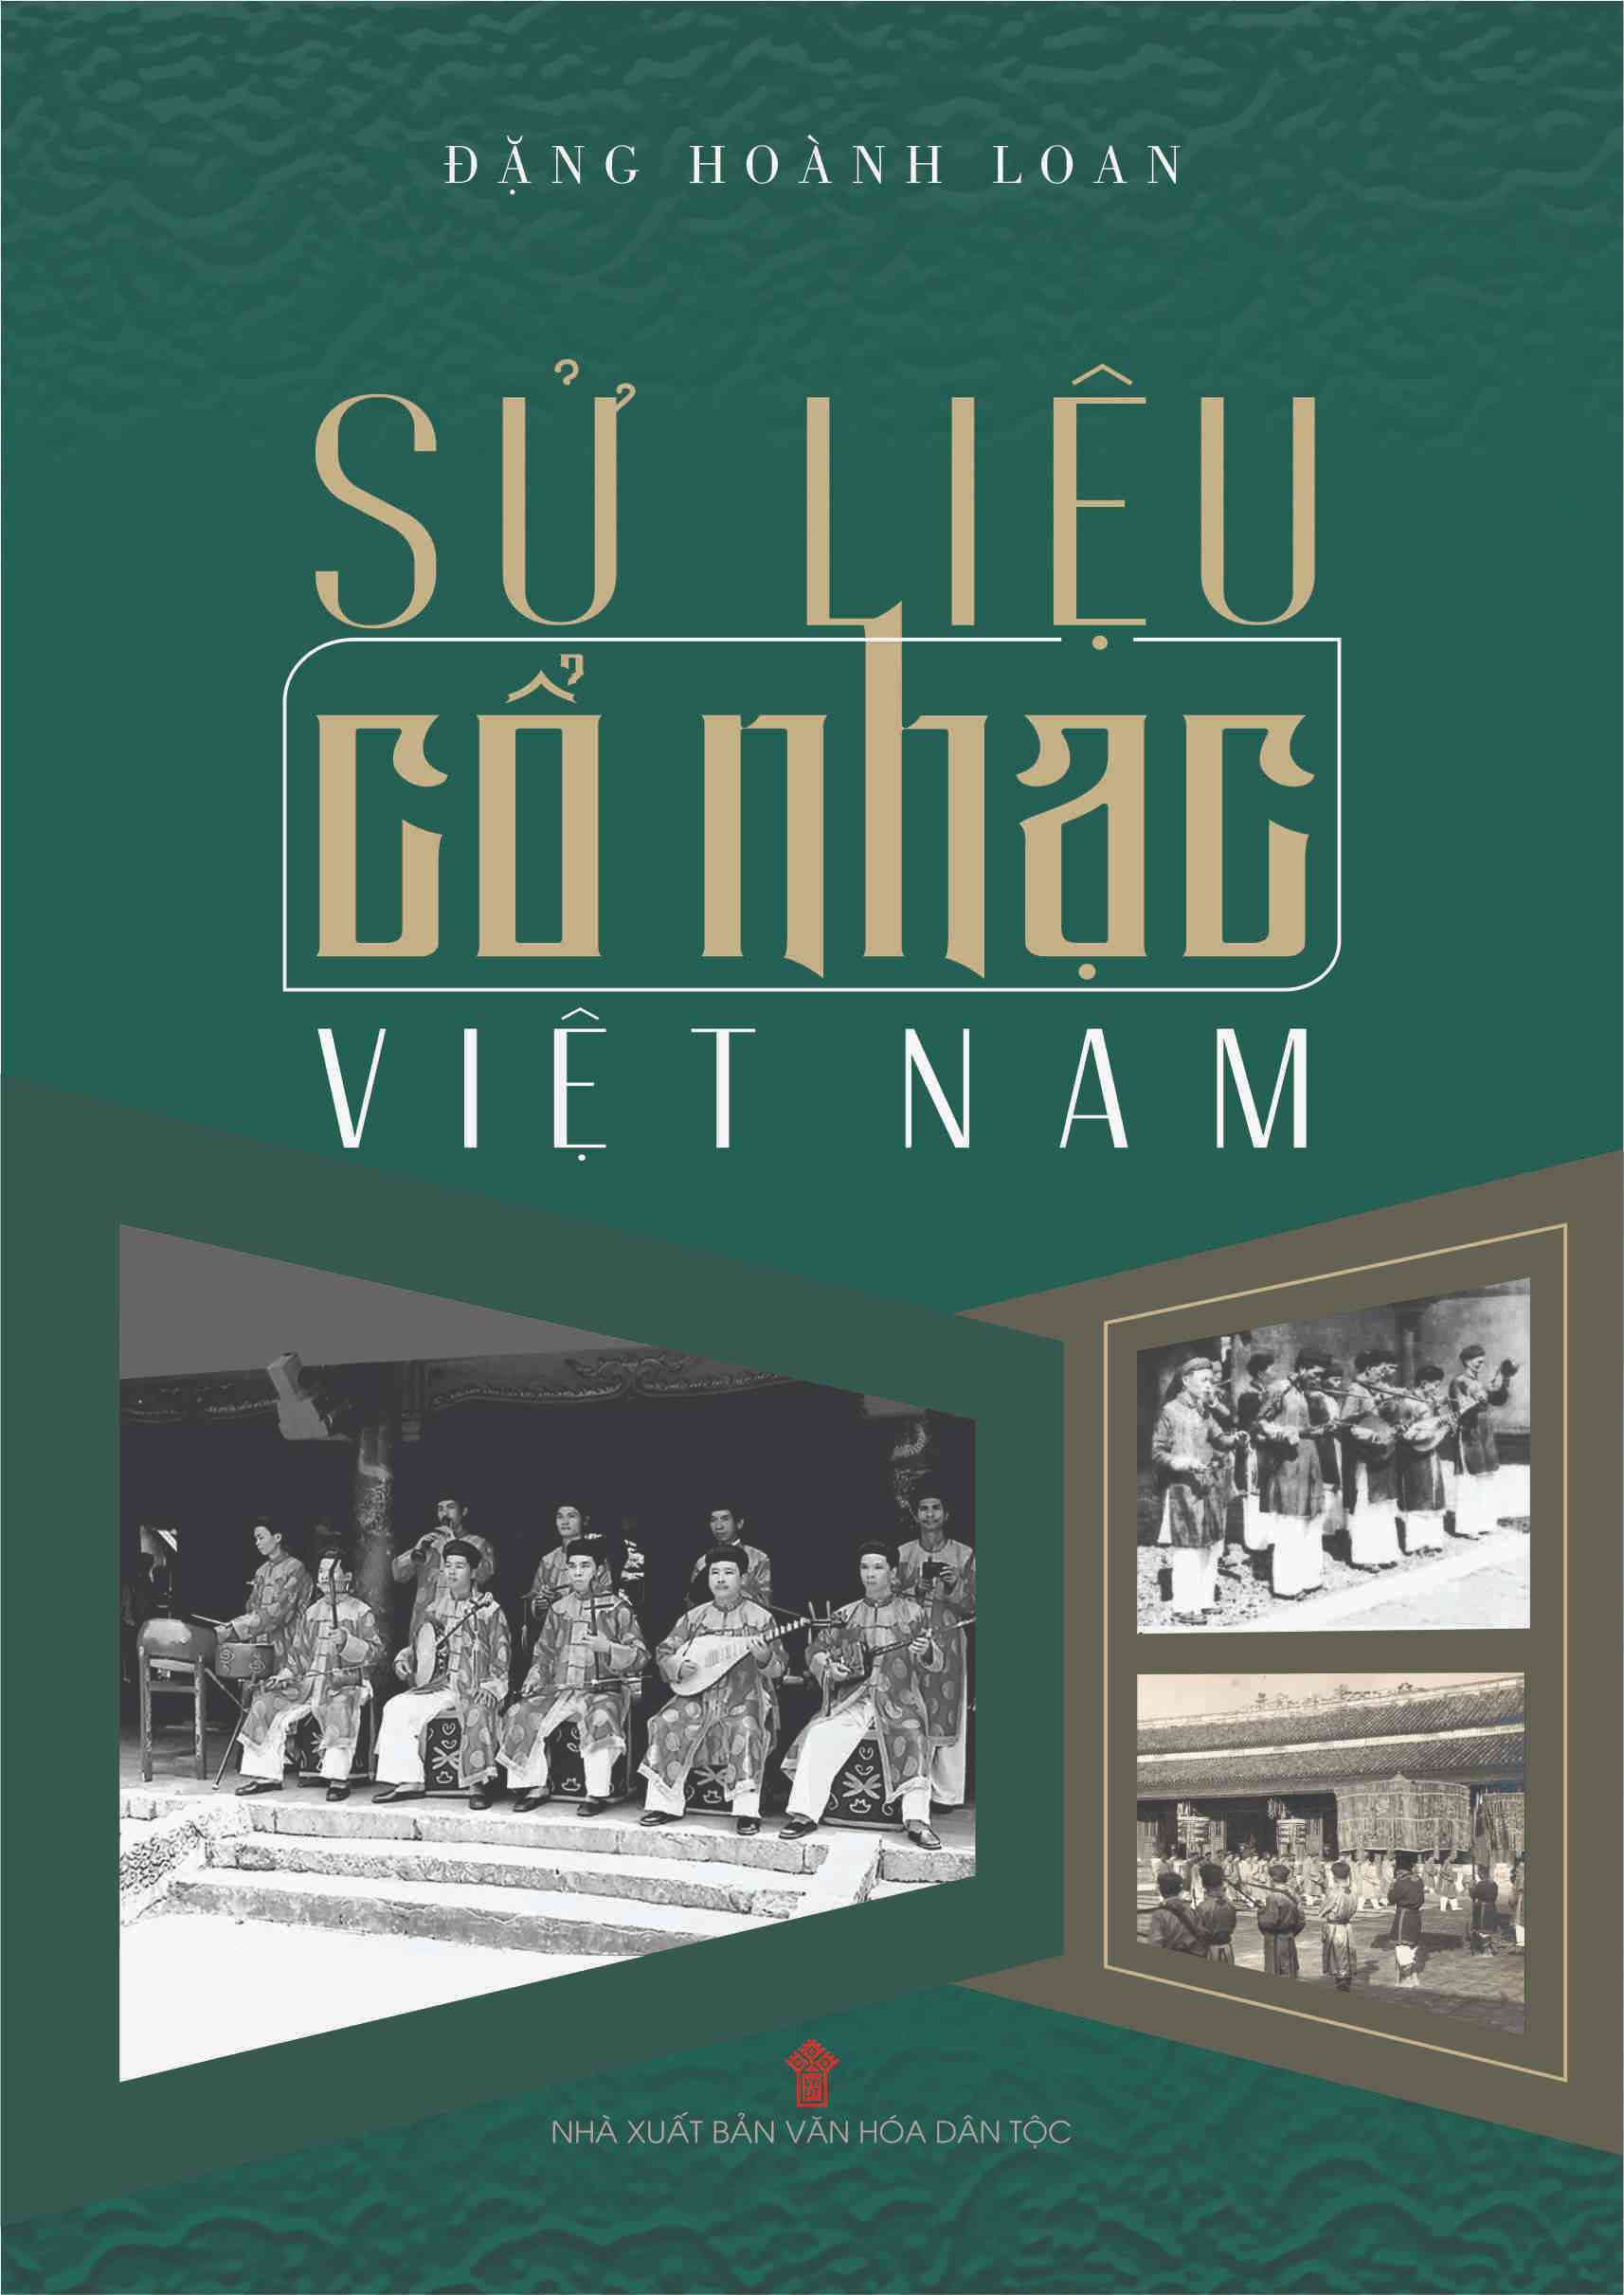 ĐẶNG HOÀNH LOAN
SỬ LIỆU
cổ nhạc
VIỆT NAM
NHÀ XUẤT BẢN VĂN HÓA DÂN TỘC